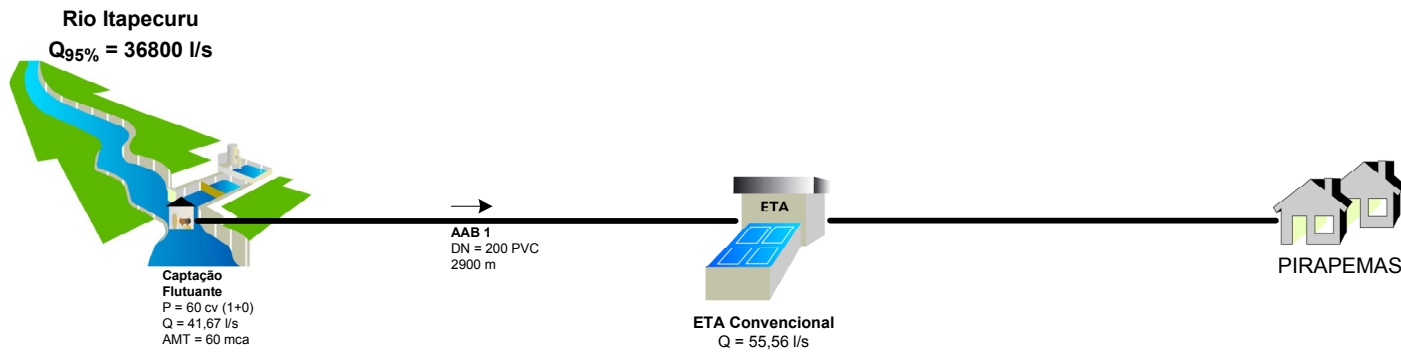 Rio Itapecuru
Q95% = 36800 l/s
Captação
Flutuante
P = 60 cv (1+0)
Q = 41,67 l/s
AMT = 60 mca
AAB 1
DN = 200 PVC
2900 m
ETA
ETA Convencional
Q = 55,56 l/s
PIRAPEMAS